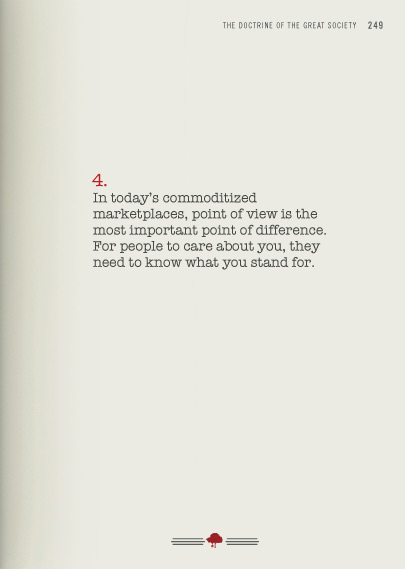 THE DOCTRINE OF THE GREAT SOCIETY 249
4.
In today's commoditized
marketplaces, point of view is the
most important point of difference.
For people to care about you, they
need to know what you stand for.